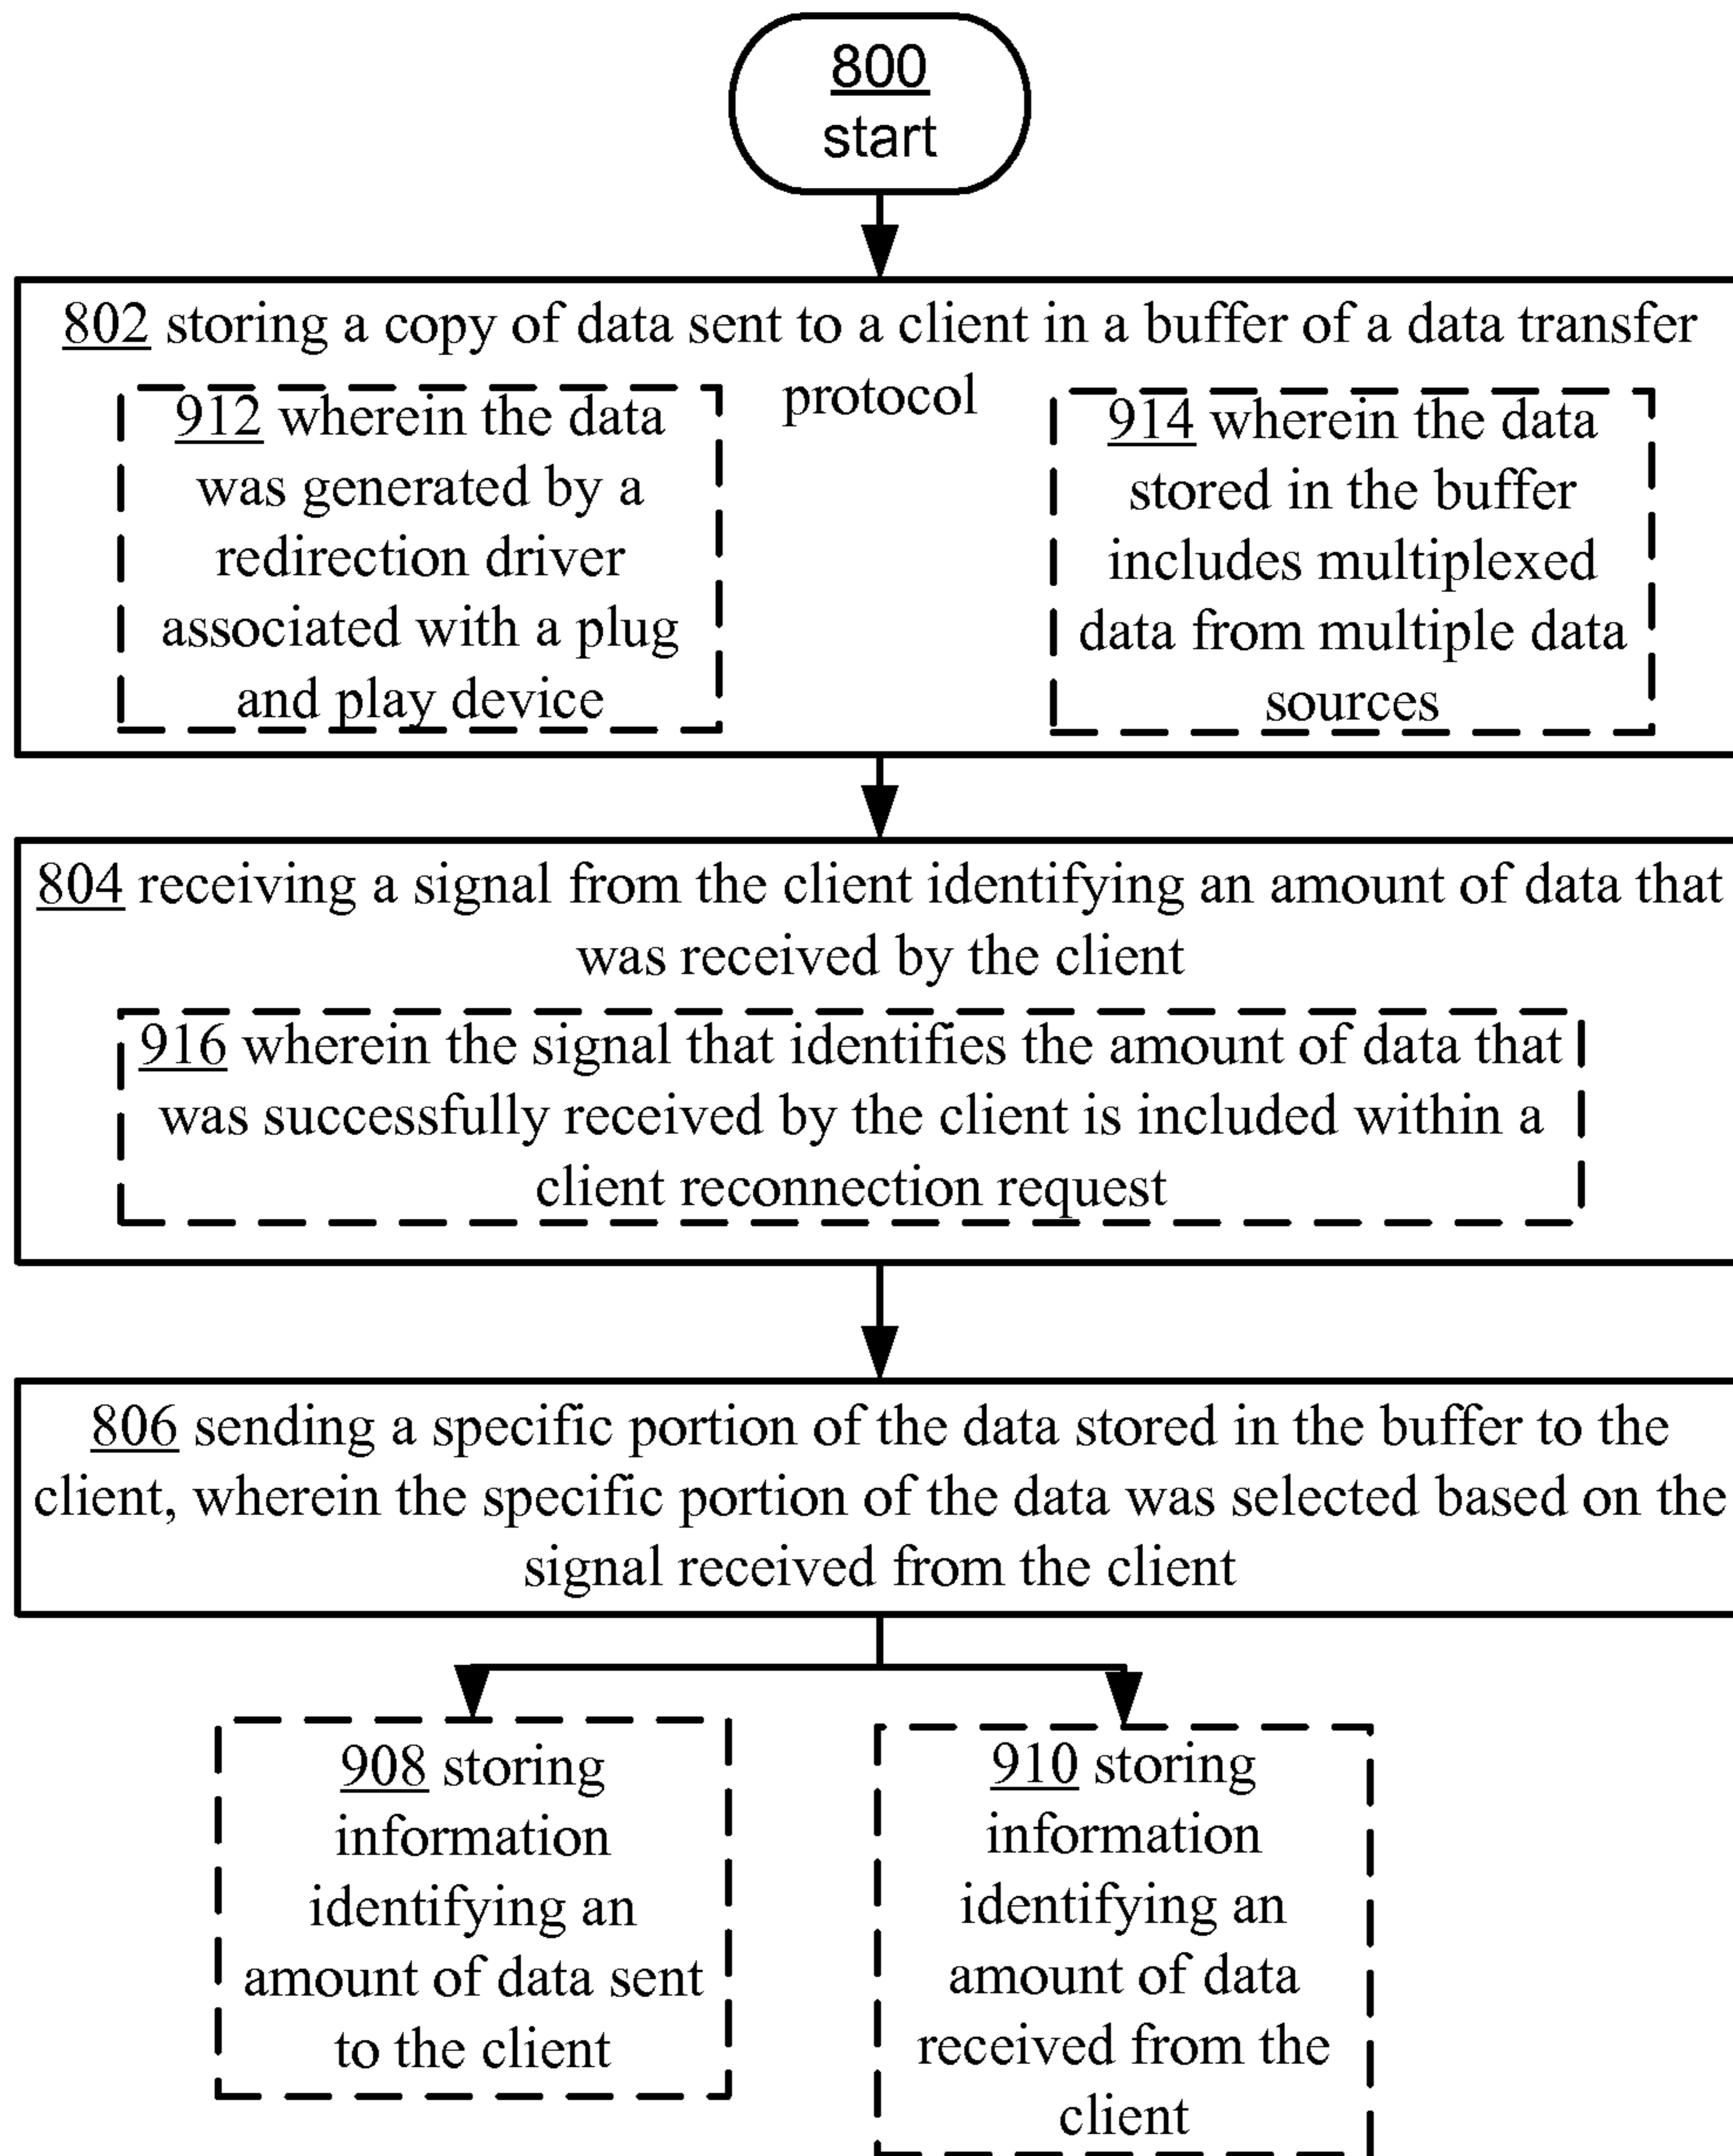 800
start
802 storing a copy of data sent to a client in a buffer of a data transfer
protocol
912 wherein the data
was generated by a
redirection driver
associated with a plug
and play device
914 wherein the data
stored in the buffer
includes multiplexed
data from multiple data
sources
804 receiving a signal from the client identifying an amount of data that
was received by the client
916 wherein the signal that identifies the amount of data that
was successfully received by the client is included within a
client reconnection request
806 sending a specific portion of the data stored in the buffer to the
client, wherein the specific portion of the data was selected based on the
signal received from the client
908 storing
information
identifying an
amount of data sent
to the client
910 storing
information
identifying an
amount of data
received from the
client